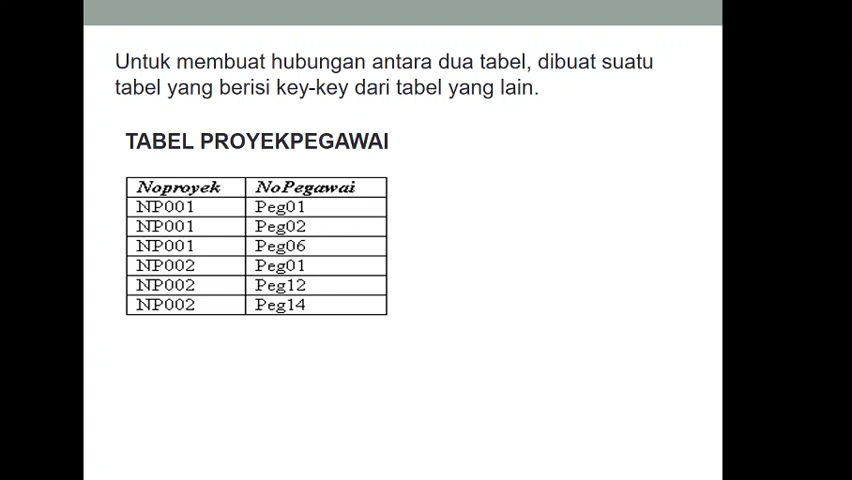 Untuk membuat hubungan antara dua tabel, dibuat suatu
tabel yang berisi key-key dari tabel yang lain.
TABEL PROYEKPEGAWAI
Noproyek NoPegawai
NP001 Peg01
NP001 Peg02
NP001 Peg06
NP002 Peg01
NP002 Peg12
NP002 Peg14